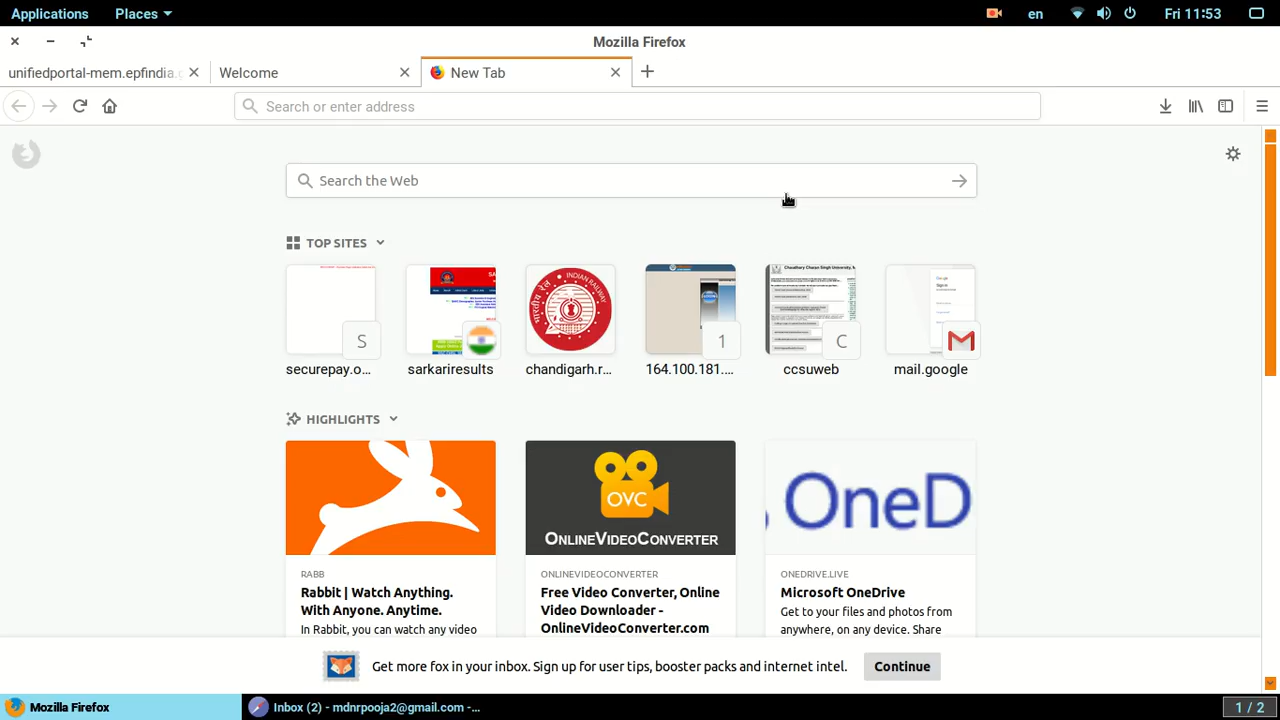 Applications Places en Fri 11:53
Mozilla Firefox
unifiedportal-mem.epfindia. Welcome New Tab
Search or enter address
Search the Web
TOP SITES
S 1 C
securepay.o... sarkariresults chandigarh.r... 164.100.181.... ccsuweb mail.google
HIGHLIGHTS
OVC
ONLINEVIDEOCONVERTER
OneD
RABB
Rabbit | Watch Anything.
With Anyone. Anytime.
In Rabbit, you can watch any video
ONLINEVIDEOCONVERTER
Free Video Converter, Online
Video Downloader -
OnlineVideoConverter.com
ONEDRIVE.LIVE
Microsoft OneDrive
Get to your files and photos from
anywhere, on any device. Share
Get more fox in your inbox. Sign up for user tips, booster packs and internet intel. Continue
Mozilla Firefox Inbox (2) - mdnrpooja2@gmail.com -... 1 / 2